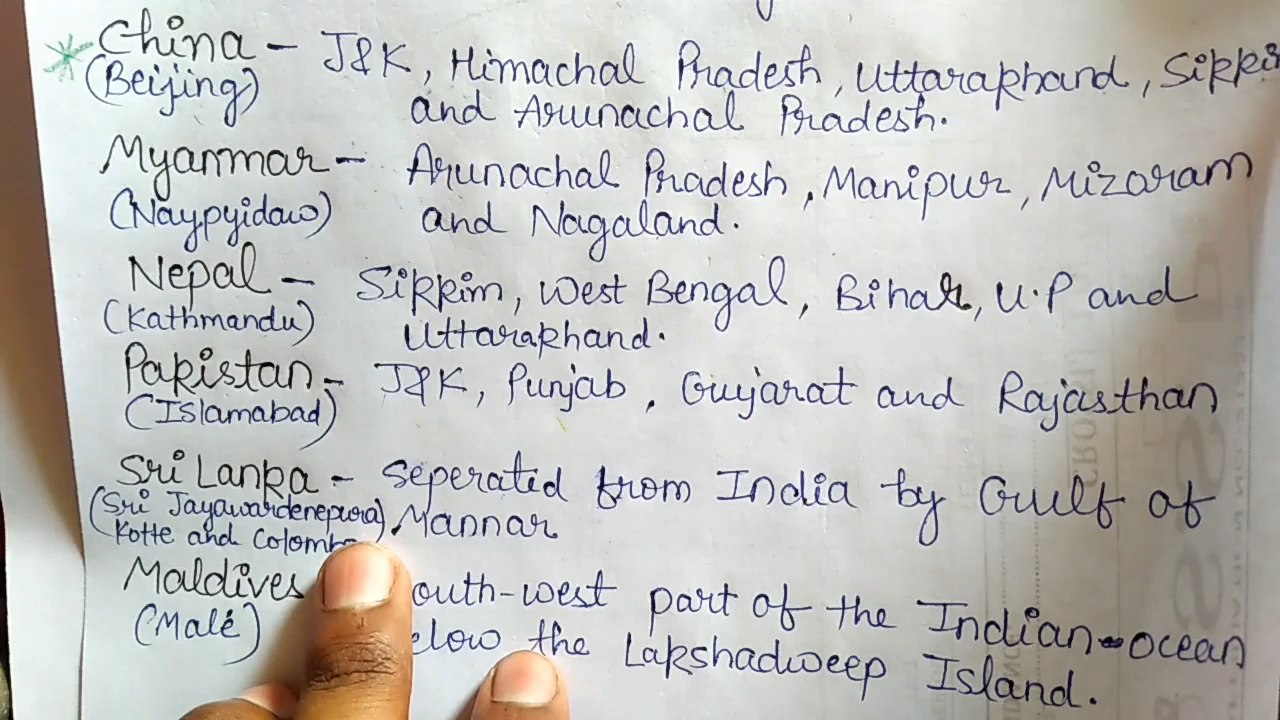 China - J&K, Himachal Pradesh, Uttarakhand, Sikki
(Beijing) and Arunachal Pradesh.
Myanmar - Arunachal Pradesh, Manipur, Mizoram
(Naypyidaw) and Nagaland.
Nepal - Sikkim, West Bengal, Bihar, U.P and
(Kathmandu) Uttarakhand.
Pakistan - J&K, Punjab, Gujarat and Rajasthan
(Islamabad)
Sri Lanka - seperated from India by Gulf of
(Sri Jayawardenepura) Mannar
Kotte and Colomb
Maldives outh-west part of the Indian-ocean
(Malé) elow the Lakshadweep Island.